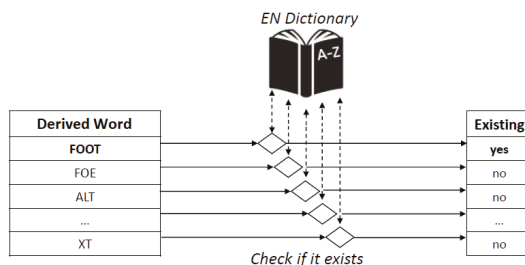 EN Dictionary
A-Z
Derived Word Existing
FOOT yes
FOE no
ALT no
... ...
XT no
Check if it exists